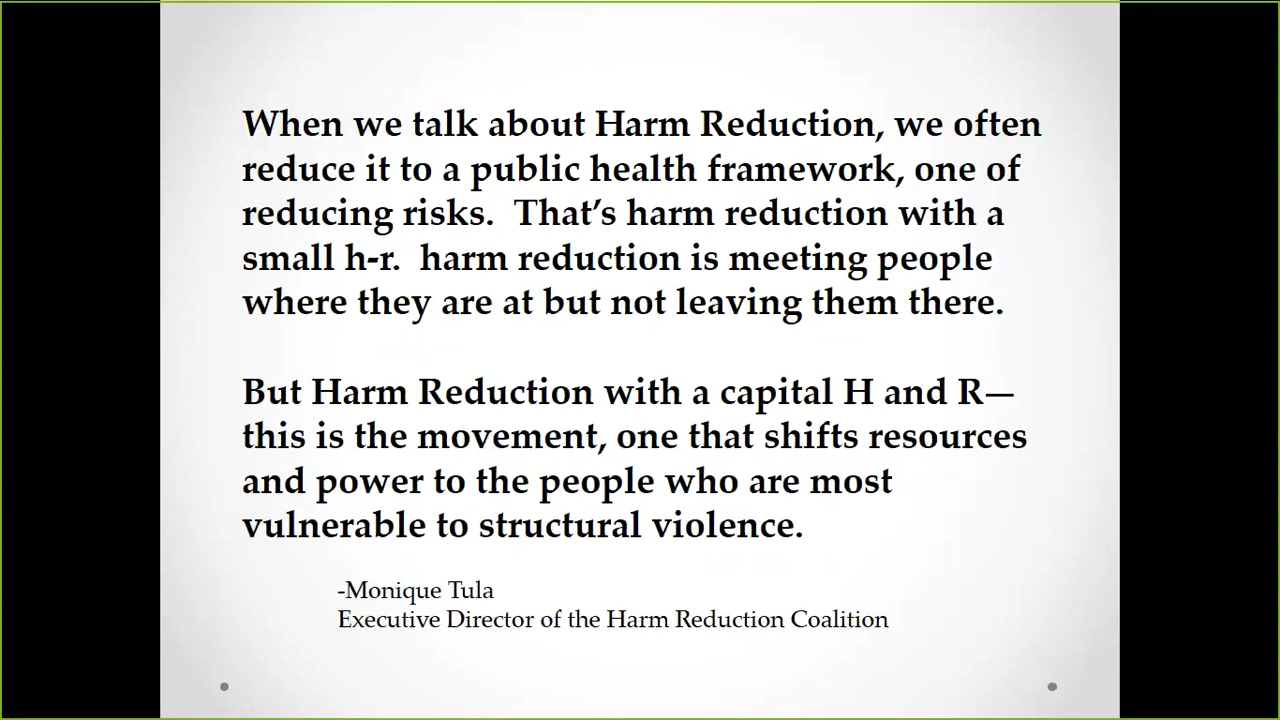 When we talk about Harm Reduction, we often
reduce it to a public health framework, one of
reducing risks.  That’s harm reduction with a
small h-r.  harm reduction is meeting people
where they are at but not leaving them there.
But Harm Reduction with a capital H and R—
this is the movement, one that shifts resources
and power to the people who are most
vulnerable to structural violence.
-Monique Tula
Executive Director of the Harm Reduction Coalition